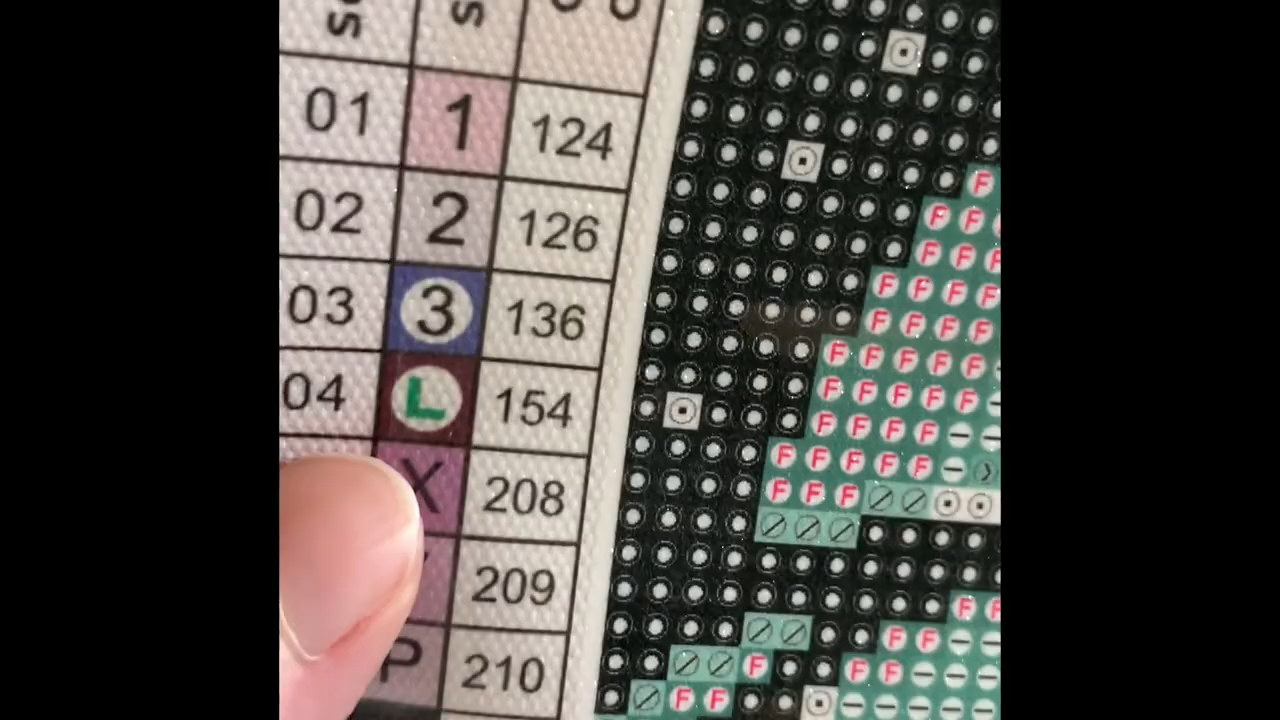 01 1 124
02 2 126
03 3 136
04 L 154
X 208
209
P 210
F
F F
F F F
F F F F
F F F F
F F F F F
F F F F F
F F F F
F F F F F
F F F
F F
F F
F F F
F F